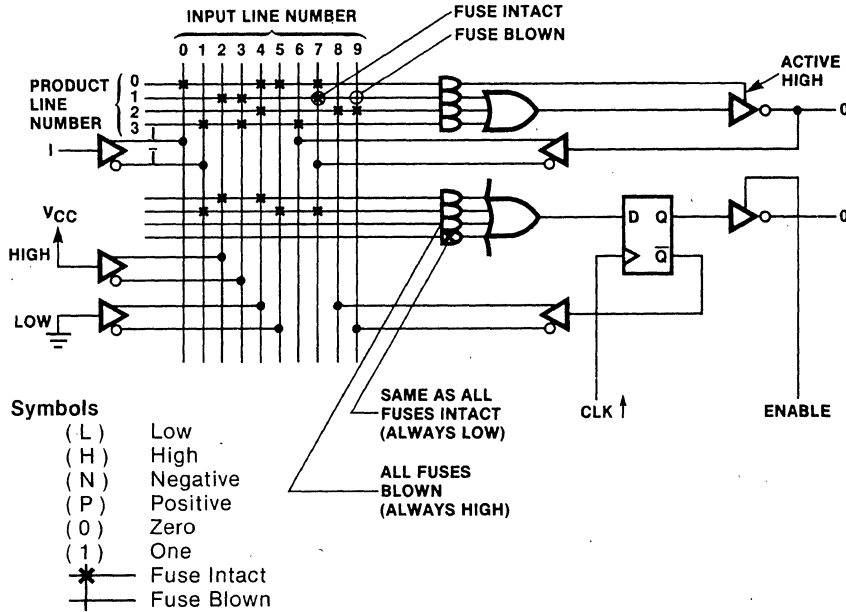 INPUT LINE NUMBER
0 1 2 3 4 5 6 7 8 9
FUSE INTACT
FUSE BLOWN
PRODUCT
LINE
NUMBER
0
1
2
3
ACTIVE
HIGH
0
I
I
I
VCC
HIGH
LOW
D Q
Q
0
SAME AS ALL
FUSES INTACT
(ALWAYS LOW)
ALL FUSES
BLOWN
(ALWAYS HIGH)
CLK ↑
ENABLE
Symbols
( L ) Low
( H ) High
( N ) Negative
( P ) Positive
( 0 ) Zero
( 1 ) One
Fuse Intact
Fuse Blown